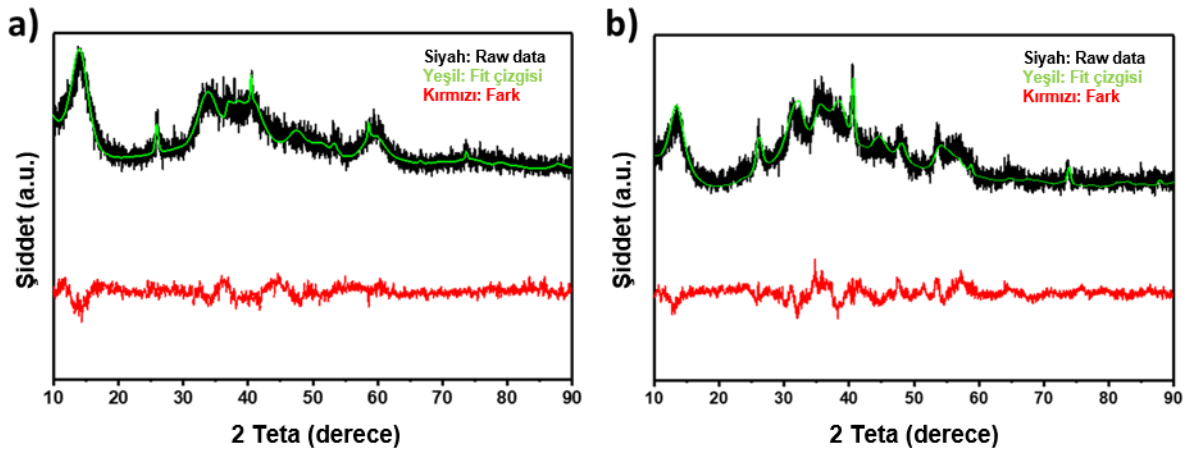 a)
Siyah: Raw data
Yeşil: Fit çizgisi
Kırmızı: Fark
Şiddet (a.u.)
10 20 30 40 50 60 70 80 90
2 Teta (derece)
b)
Siyah: Raw data
Yeşil: Fit çizgisi
Kırmızı: Fark
Şiddet (a.u.)
10 20 30 40 50 60 70 80 90
2 Teta (derece)